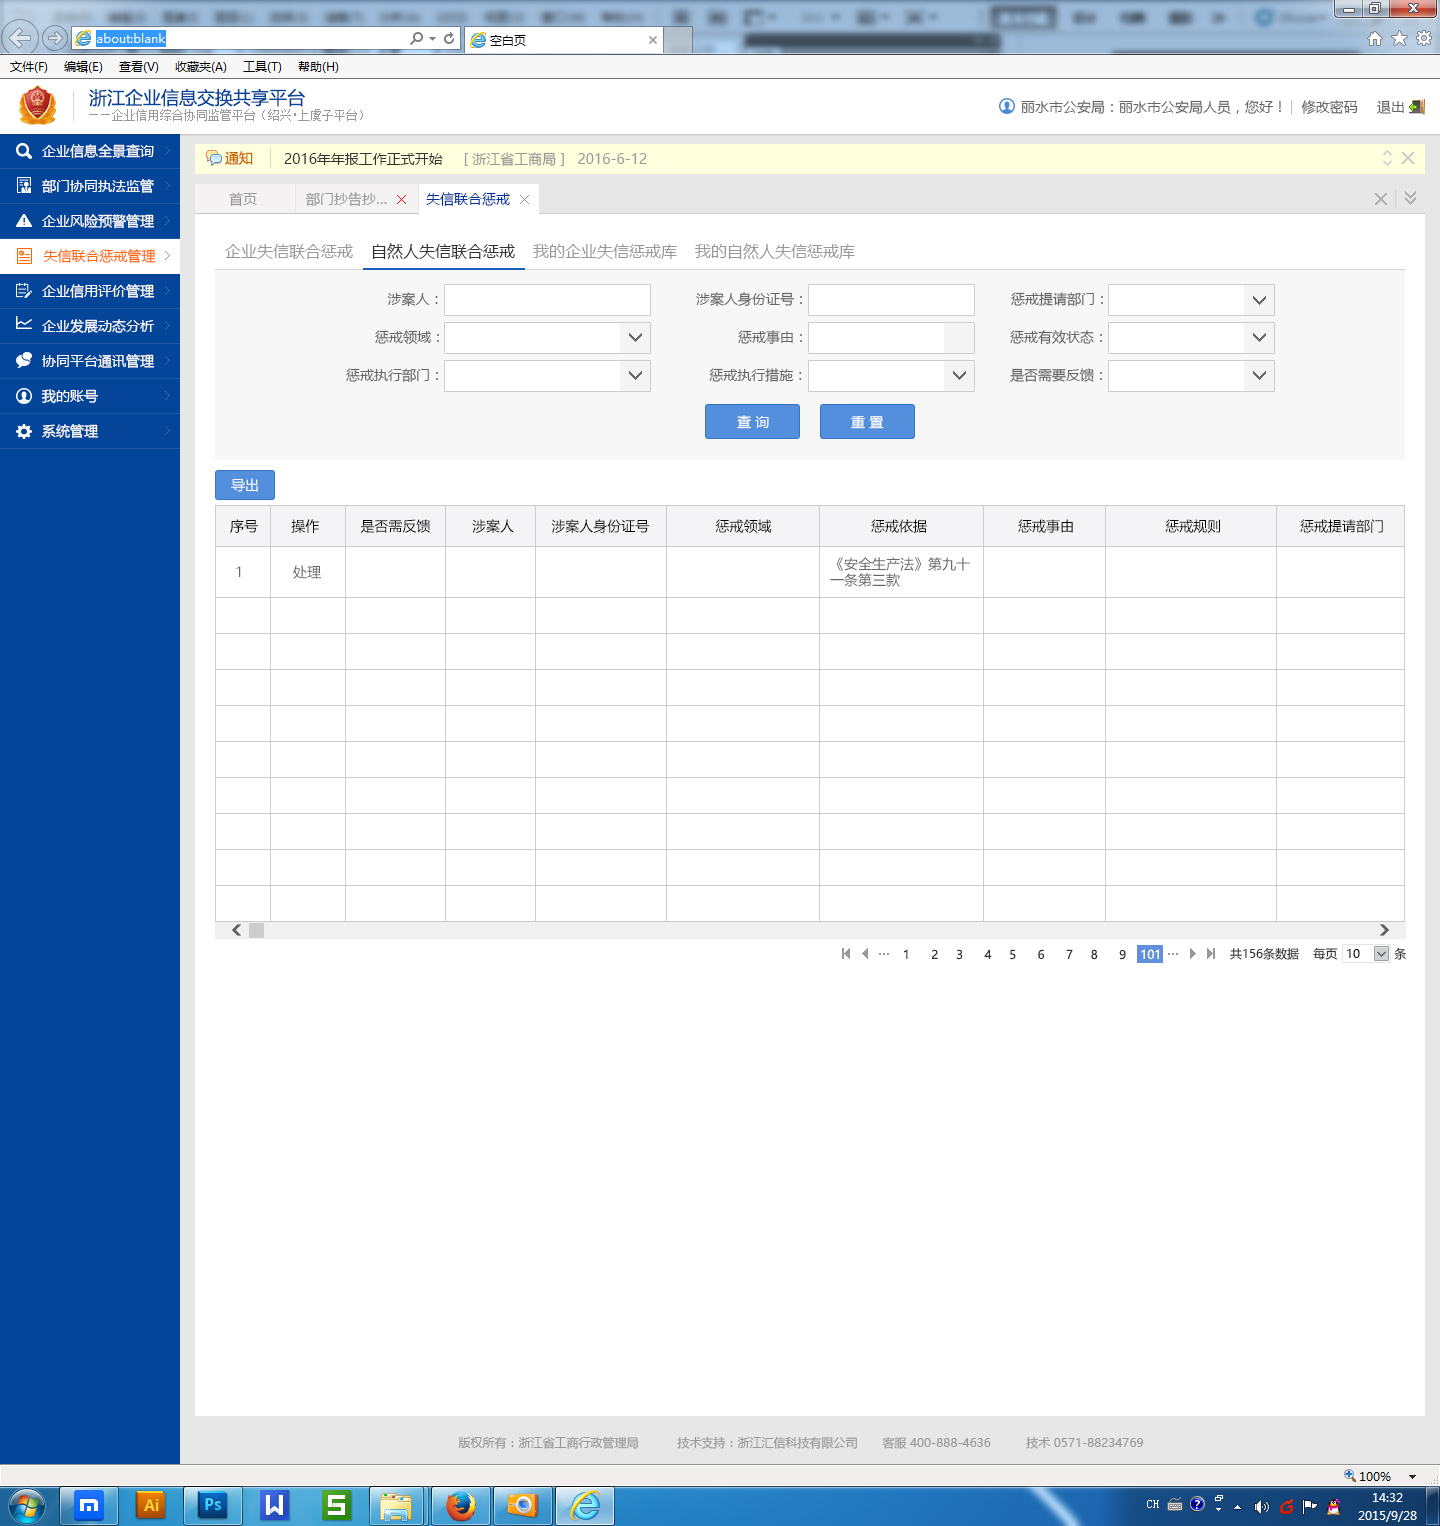 about:blank
空白页
文件(F) 编辑(E) 查看(V) 收藏夹(A) 工具(T) 帮助(H)
浙江企业信息交换共享平台
——企业信用综合协同监管平台（绍兴·上虞子平台）
丽水市公安局：丽水市公安局人员，您好！ 修改密码 退出
企业信息全景查询
部门协同执法监管
企业风险预警管理
失信联合惩戒管理
企业信用评价管理
企业发展动态分析
协同平台通讯管理
我的账号
系统管理
通知 2016年年报工作正式开始 [ 浙江省工商局 ] 2016-6-12
首页 部门抄告抄... 失信联合惩戒
企业失信联合惩戒 自然人失信联合惩戒 我的企业失信惩戒库 我的自然人失信惩戒库
涉案人： 涉案人身份证号： 惩戒提请部门：
惩戒领域： 惩戒事由： 惩戒有效状态：
惩戒执行部门： 惩戒执行措施： 是否需要反馈：
查 询 重 置
导出
序号 操作 是否需反馈 涉案人 涉案人身份证号 惩戒领域 惩戒依据 惩戒事由 惩戒规则 惩戒提请部门
1 处理 《安全生产法》第九十
一条第三款
··· 1 2 3 4 5 6 7 8 9 101 ··· 共156条数据 每页 10 条
版权所有：浙江省工商行政管理局 技术支持：浙江汇信科技有限公司 客服 400-888-4636 技术 0571-88234769
100%
m Ai Ps W S CH 14:32
2015/9/28